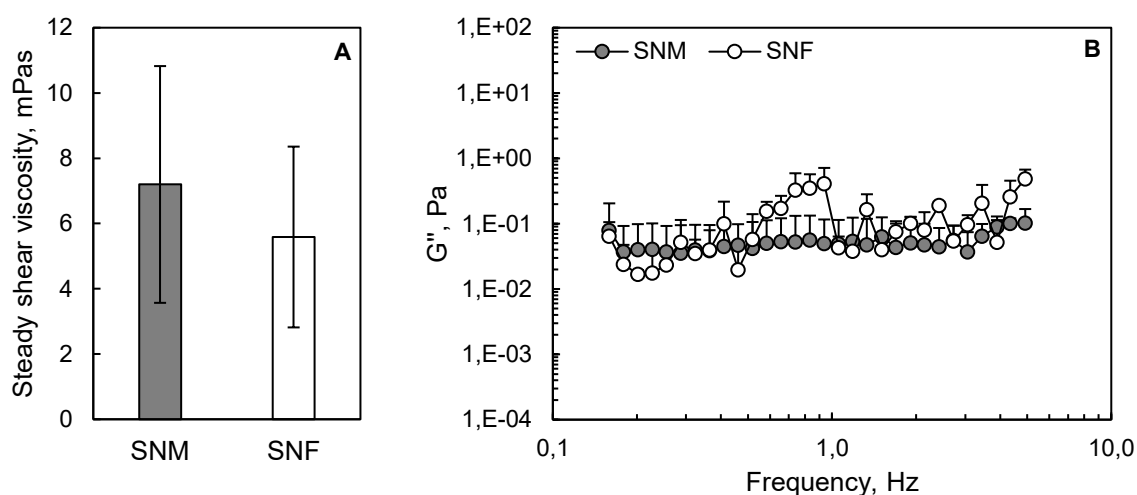 A
Steady shear viscosity, mPas
12
10
8
6
4
2
0
SNM
SNF
B
SNM
SNF
G", Pa
1,E+02
1,E+01
1,E+00
1,E-01
1,E-02
1,E-03
1,E-04
0,1
1,0
10,0
Frequency, Hz